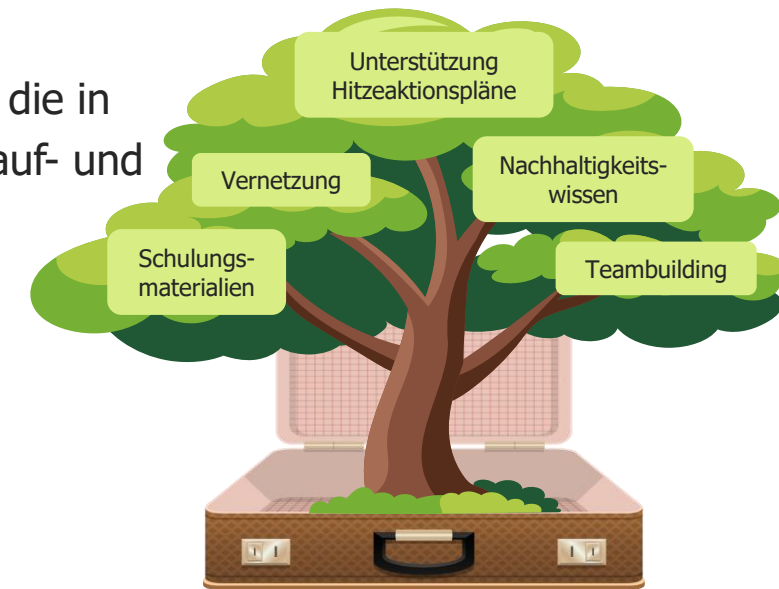 die in
auf- und
Unterstützung
Hitzeaktionspläne
Vernetzung
Nachhaltigkeits-
wissen
Schulungs-
materialien
Teambuilding